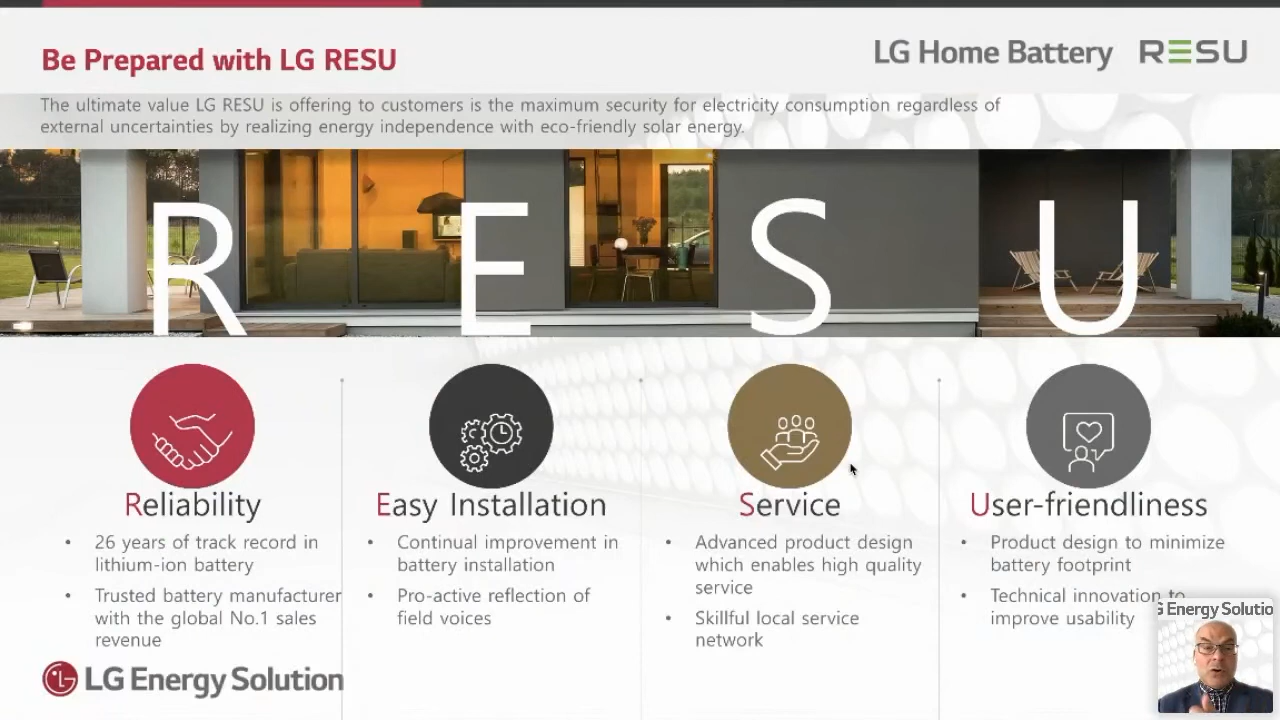 Be Prepared with LG RESU
LG Home Battery RESU
The ultimate value LG RESU is offering to customers is the maximum security for electricity consumption regardless of
external uncertainties by realizing energy independence with eco-friendly solar energy.
R E S U
Reliability
• 26 years of track record in
lithium-ion battery
• Trusted battery manufacturer
with the global No.1 sales
revenue
Easy Installation
• Continual improvement in
battery installation
• Pro-active reflection of
field voices
Service
• Advanced product design
which enables high quality
service
• Skillful local service
network
User-friendliness
• Product design to minimize
battery footprint
• Technical innovation to
improve usability
G Energy Solutio
LG Energy Solution